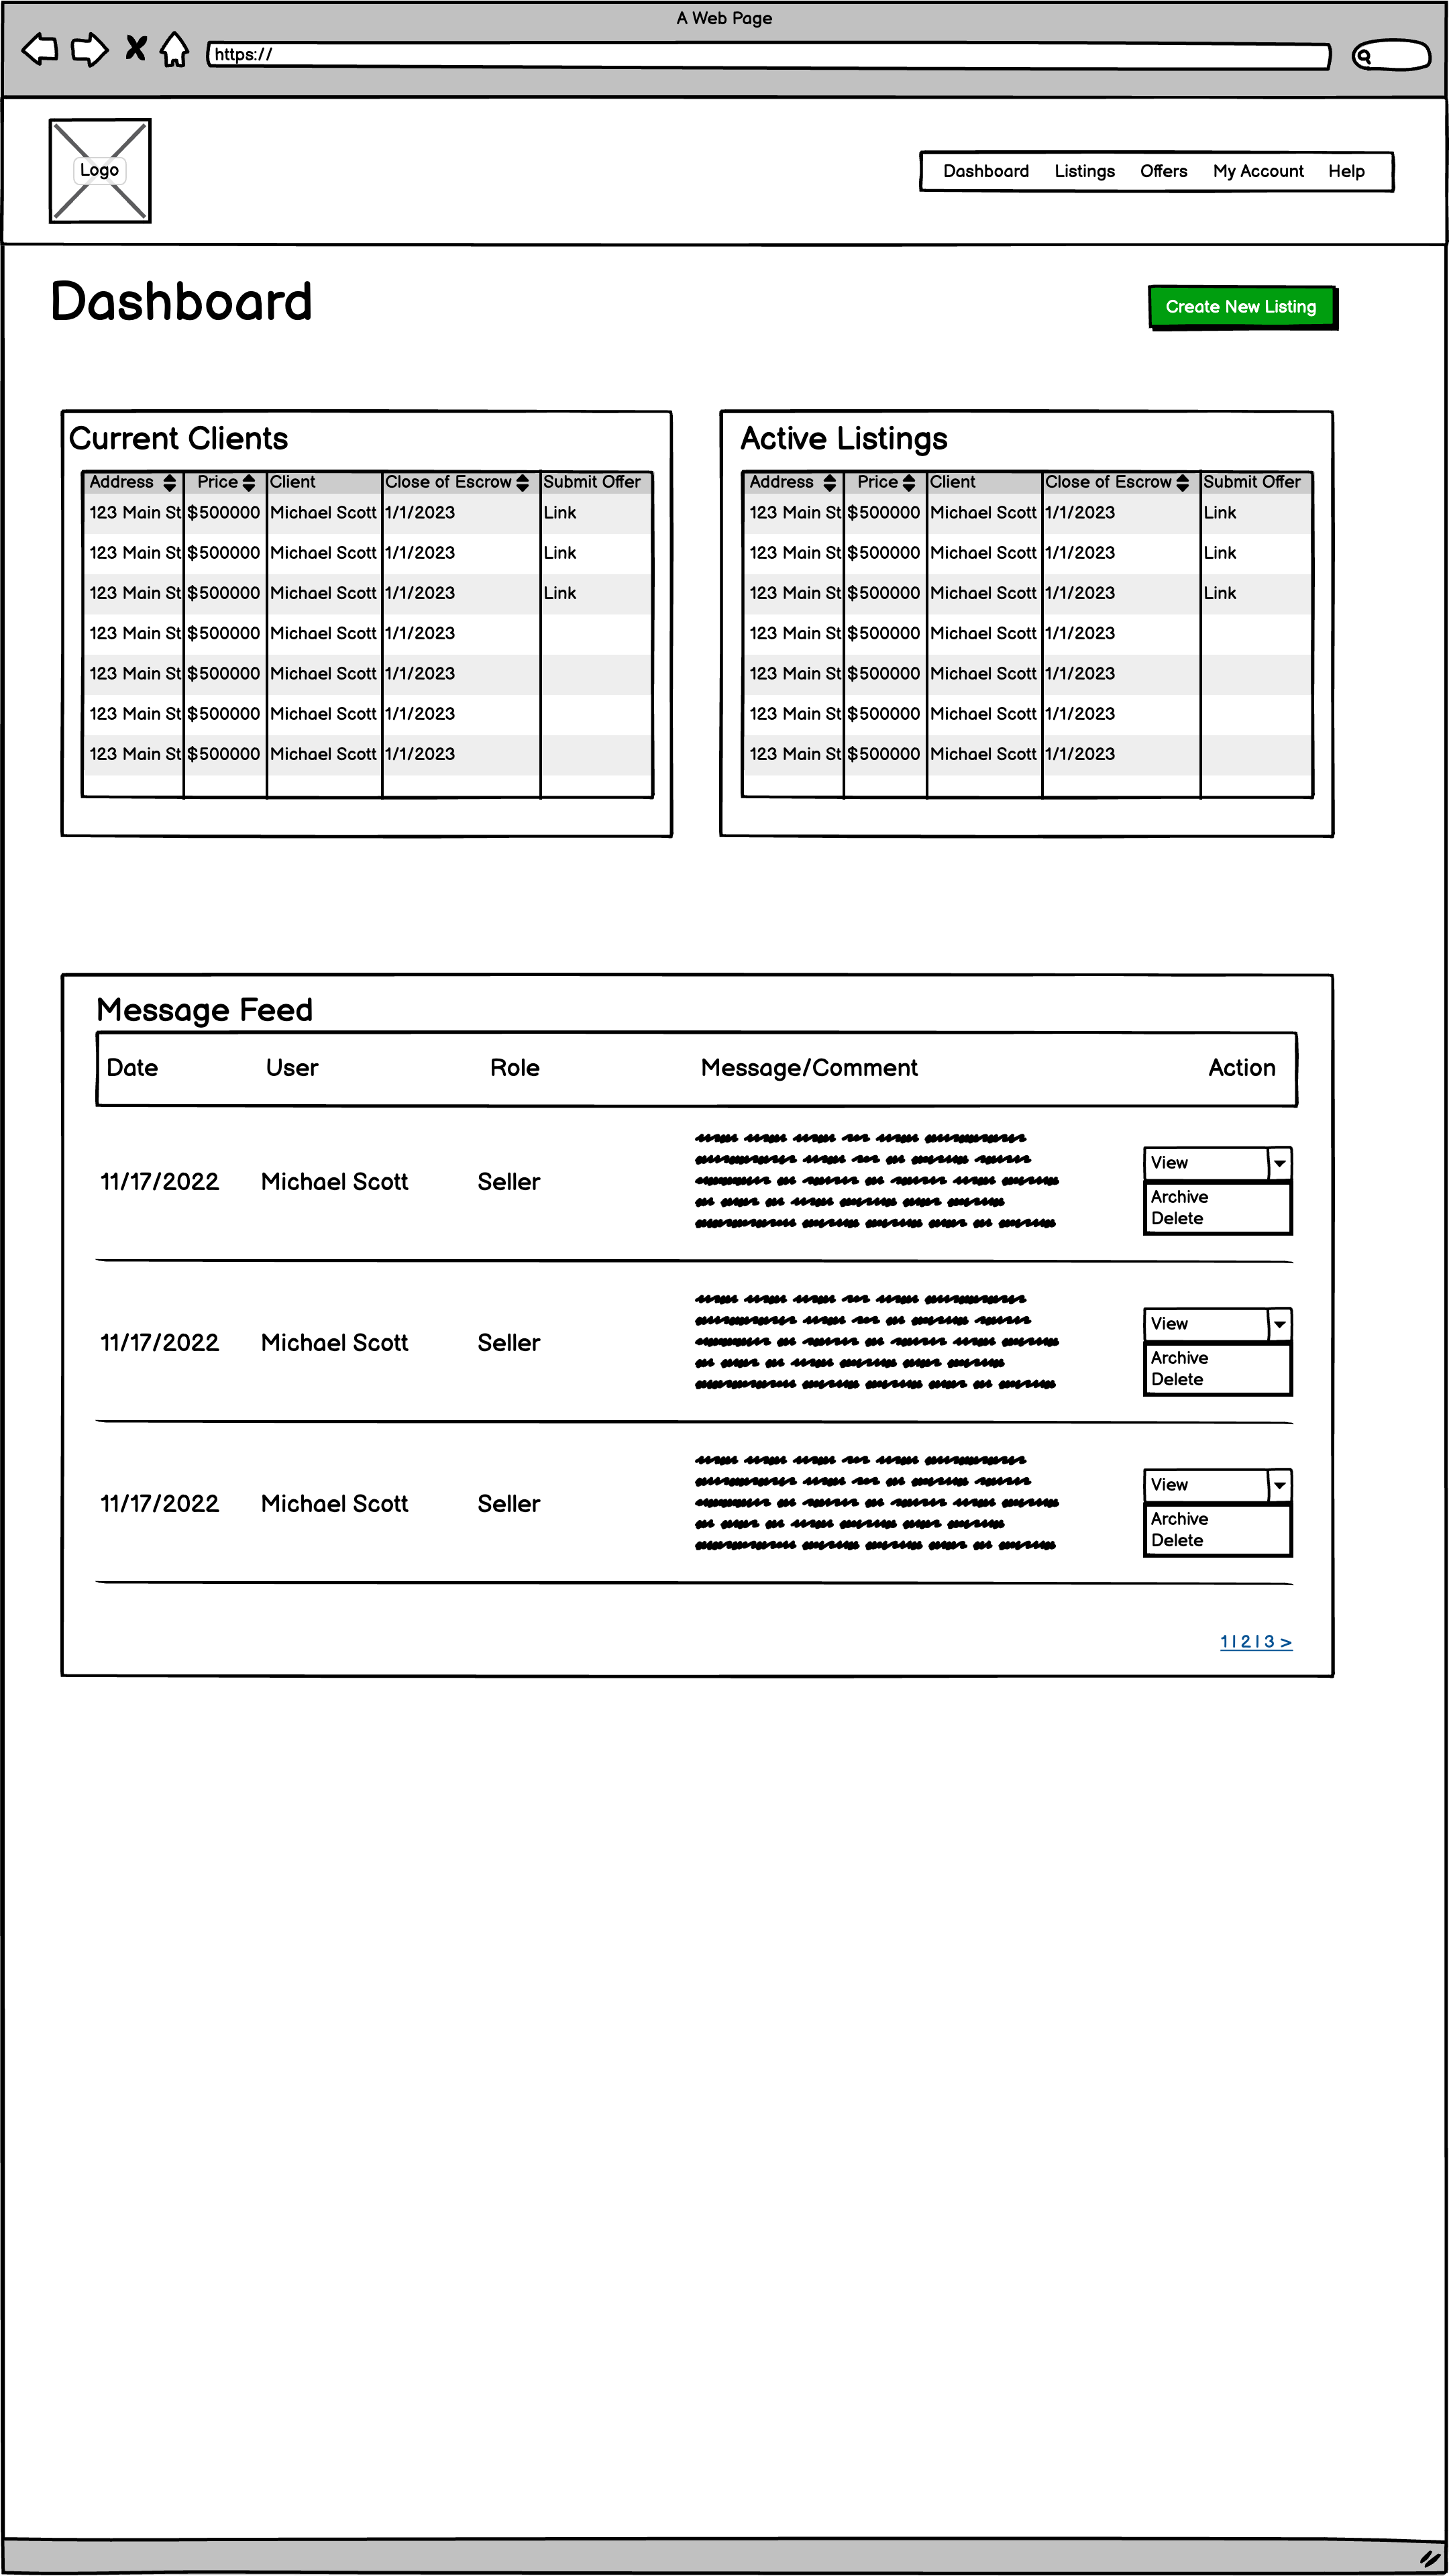 A Web Page
https://
Logo
Dashboard Listings Offers My Account Help
Dashboard
Create New Listing
Current Clients
Address Price Client Close of Escrow Submit Offer
123 Main St $500000 Michael Scott 1/1/2023 Link
123 Main St $500000 Michael Scott 1/1/2023 Link
123 Main St $500000 Michael Scott 1/1/2023 Link
123 Main St $500000 Michael Scott 1/1/2023
123 Main St $500000 Michael Scott 1/1/2023
123 Main St $500000 Michael Scott 1/1/2023
123 Main St $500000 Michael Scott 1/1/2023
Active Listings
Address Price Client Close of Escrow Submit Offer
123 Main St $500000 Michael Scott 1/1/2023 Link
123 Main St $500000 Michael Scott 1/1/2023 Link
123 Main St $500000 Michael Scott 1/1/2023 Link
123 Main St $500000 Michael Scott 1/1/2023
123 Main St $500000 Michael Scott 1/1/2023
123 Main St $500000 Michael Scott 1/1/2023
123 Main St $500000 Michael Scott 1/1/2023
Message Feed
Date User Role Message/Comment Action
11/17/2022 Michael Scott Seller
View
Archive
Delete
11/17/2022 Michael Scott Seller
View
Archive
Delete
11/17/2022 Michael Scott Seller
View
Archive
Delete
1 | 2 | 3 >